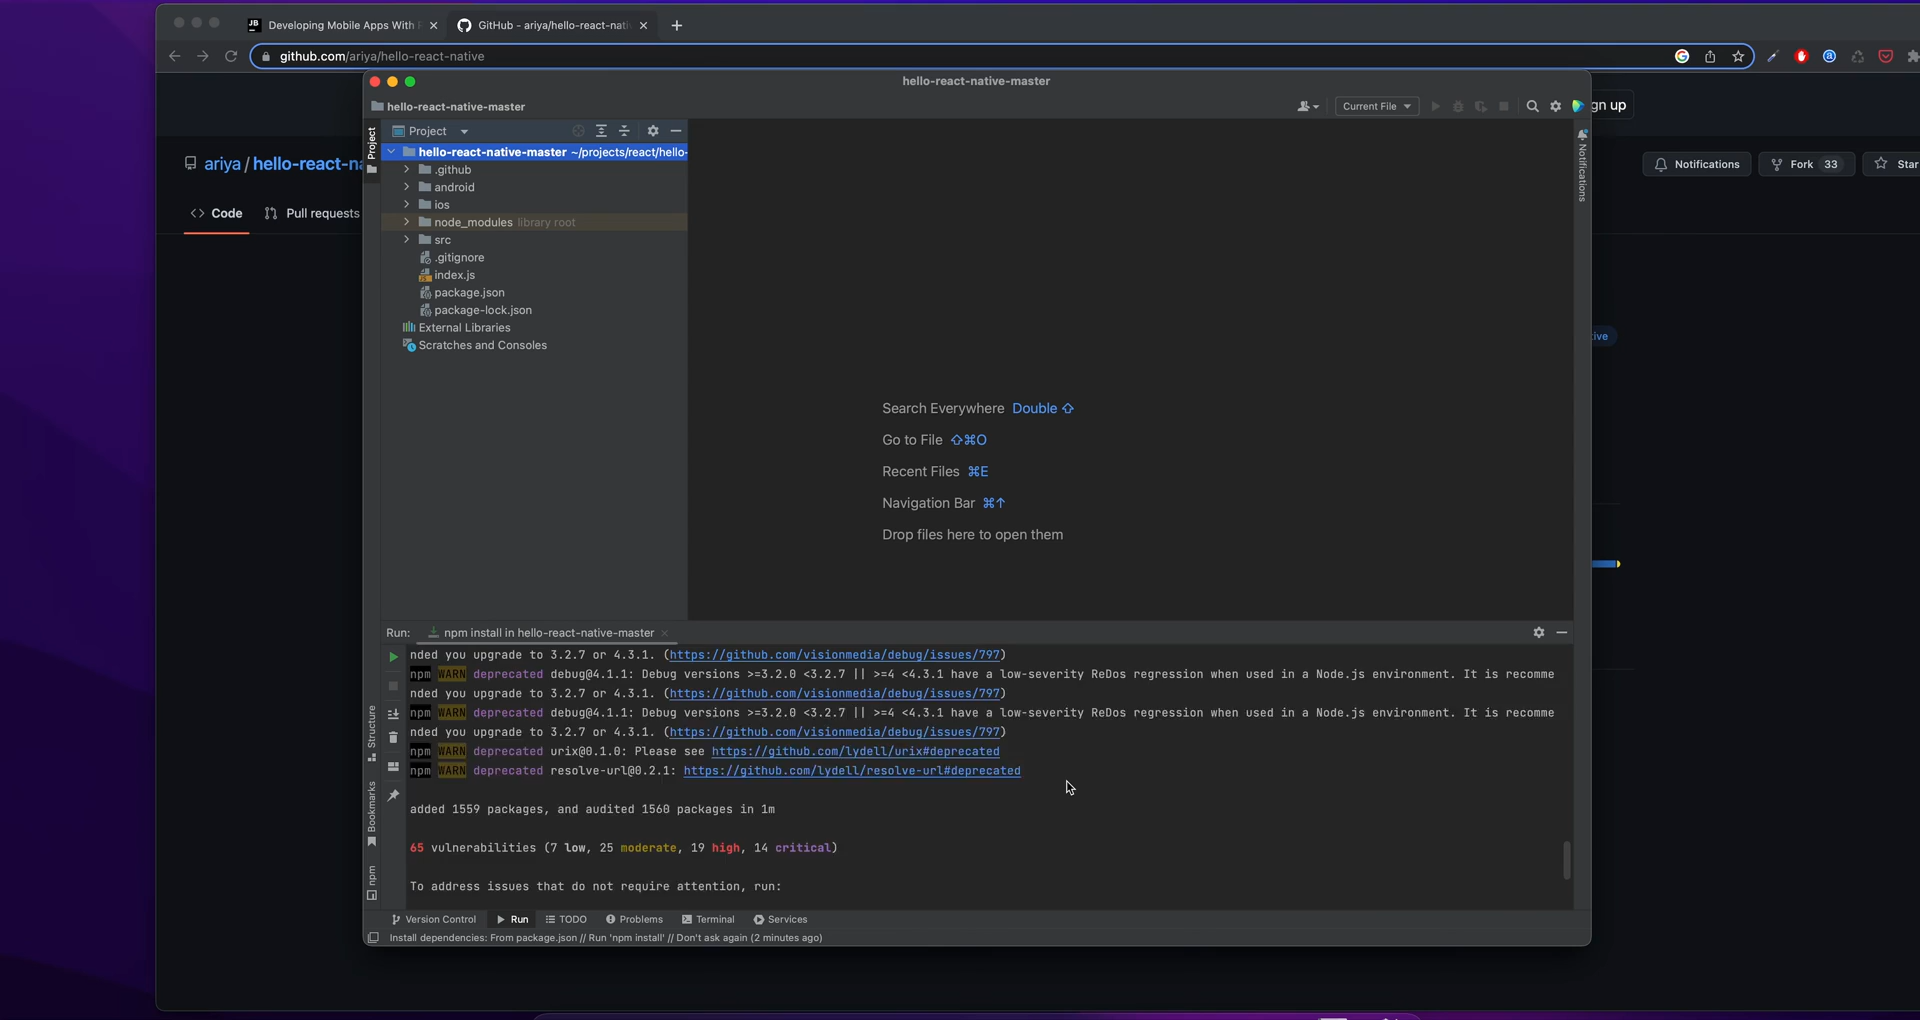 Developing Mobile Apps With
GitHub - ariya/hello-react-nati
github.com/ariya/hello-react-native
hello-react-native-master
hello-react-native-master
Current File
gn up
Project
Project
hello-react-native-master ~/projects/react/hello-
.github
android
ios
node_modules library root
src
.gitignore
index.js
package.json
package-lock.json
External Libraries
Scratches and Consoles
Notifications
ariya / hello-react-na
Code
Pull requests
Notifications
Fork 33
Star
ive
Search Everywhere Double ⇧
Go to File ⇧⌘O
Recent Files ⌘E
Navigation Bar ⌘↑
Drop files here to open them
Run:
npm install in hello-react-native-master
nded you upgrade to 3.2.7 or 4.3.1. (https://github.com/visionmedia/debug/issues/797)
npm WARN deprecated debug@4.1.1: Debug versions >=3.2.0 <3.2.7 || >=4 <4.3.1 have a low-severity ReDos regression when used in a Node.js environment. It is recomme
nded you upgrade to 3.2.7 or 4.3.1. (https://github.com/visionmedia/debug/issues/797)
npm WARN deprecated debug@4.1.1: Debug versions >=3.2.0 <3.2.7 || >=4 <4.3.1 have a low-severity ReDos regression when used in a Node.js environment. It is recomme
nded you upgrade to 3.2.7 or 4.3.1. (https://github.com/visionmedia/debug/issues/797)
npm WARN deprecated urix@0.1.0: Please see https://github.com/lydell/urix#deprecated
npm WARN deprecated resolve-url@0.2.1: https://github.com/lydell/resolve-url#deprecated
added 1559 packages, and audited 1560 packages in 1m
65 vulnerabilities (7 low, 25 moderate, 19 high, 14 critical)
To address issues that do not require attention, run:
Structure
Bookmarks
npm
Version Control
Run
TODO
Problems
Terminal
Services
Install dependencies: From package.json // Run 'npm install' // Don't ask again (2 minutes ago)